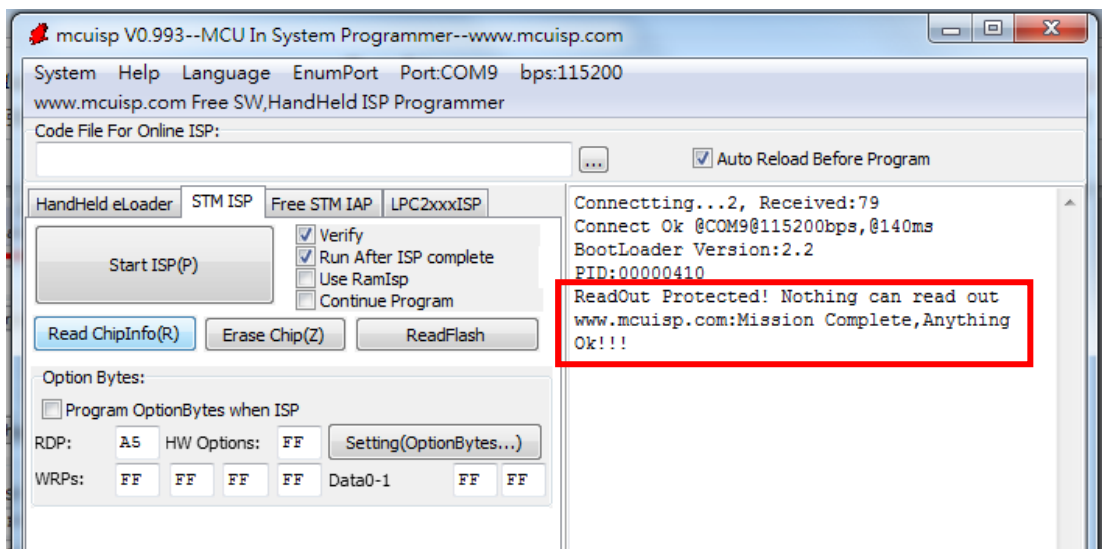 mcuisp V0.993--MCU In System Programmer--www.mcuisp.com
System Help Language EnumPort Port:COM9 bps:115200
www.mcuisp.com Free SW,HandHeld ISP Programmer
Code File For Online ISP:
... Auto Reload Before Program
HandHeld eLoader STM ISP Free STM IAP LPC2xxxISP
Start ISP(P)
Verify
Run After ISP complete
Use RamIsp
Continue Program
Read ChipInfo(R) Erase Chip(Z) ReadFlash
Option Bytes:
Program OptionBytes when ISP
RDP: A5 HW Options: FF Setting(OptionBytes...)
WRPs: FF FF FF FF Data0-1 FF FF
Connectting...2, Received:79
Connect Ok @COM9@115200bps,@140ms
BootLoader Version:2.2
PID:00000410
ReadOut Protected! Nothing can read out
www.mcuisp.com:Mission Complete,Anything
Ok!!!